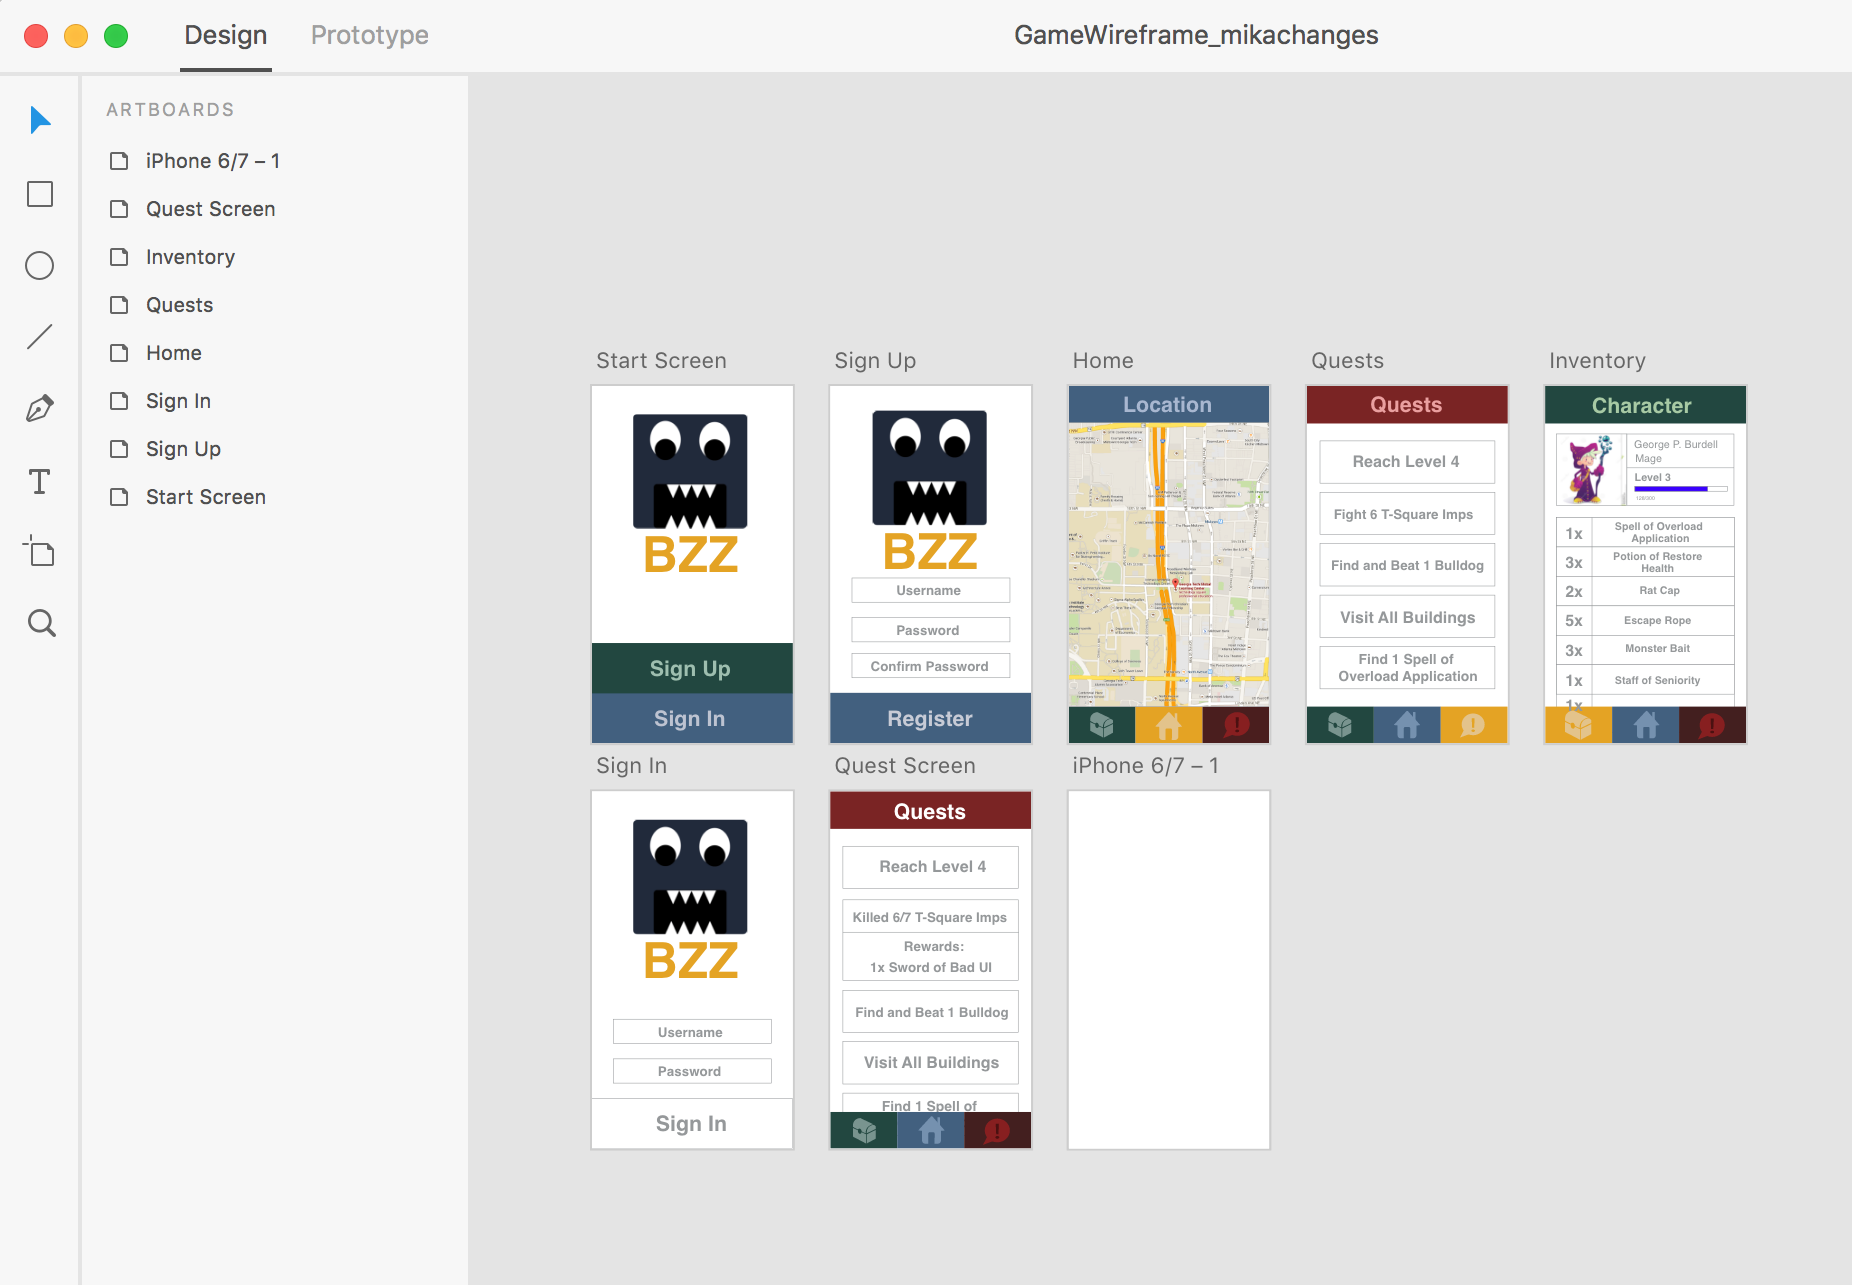 Design
Prototype
GameWireframe_mikachanges
ARTBOARDS
iPhone 6/7 – 1
Quest Screen
Inventory
Quests
Home
Sign In
Sign Up
Start Screen
Start Screen
BZZ
Sign Up
Sign In
Sign Up
BZZ
Username
Password
Confirm Password
Register
Home
Location
Quests
Quests
Reach Level 4
Fight 6 T-Square Imps
Find and Beat 1 Bulldog
Visit All Buildings
Find 1 Spell of
Overload Application
Inventory
Character
George P. Burdell
Mage
Level 3
128/300
1x Spell of Overload
Application
3x Potion of Restore
Health
2x Rat Cap
5x Escape Rope
3x Monster Bait
1x Staff of Seniority
1x
Sign In
BZZ
Username
Password
Sign In
Quest Screen
Quests
Reach Level 4
Killed 6/7 T-Square Imps
Rewards:
1x Sword of Bad UI
Find and Beat 1 Bulldog
Visit All Buildings
Find 1 Spell of
iPhone 6/7 – 1